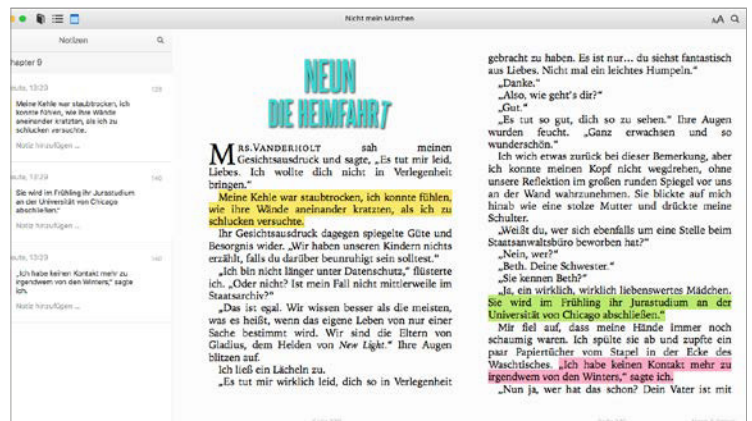 Nicht mein Märchen
AA
Notizen
hapter 9
eute, 13:29
139
Meine Kehle war staubtrocken, ich
konnte fühlen, wie ihre Wände
aneinander kratzten, als ich zu
schlucken versuchte.
Notiz hinzufügen ...
eute, 13:29
140
Sie wird im Frühling ihr Jurastudium
an der Universität von Chicago
abschließen."
Notiz hinzufügen ...
eute, 13:29
140
„Ich habe keinen Kontakt mehr zu
irgendwem von den Winters," sagte
ich.
Notiz hinzufügen ...
NEUN
DIE HEIMFAHRT
MRS.VANDERHOLT sah meinen
Gesichtsausdruck und sagte, „Es tut mir leid,
Liebes. Ich wollte dich nicht in Verlegenheit
bringen."
Meine Kehle war staubtrocken, ich konnte fühlen,
wie ihre Wände aneinander kratzten, als ich zu
schlucken versuchte.
Ihr Gesichtsausdruck dagegen spiegelte Güte und
Besorgnis wider. „Wir haben unseren Kindern nichts
erzählt, falls du darüber beunruhigt sein solltest."
„Ich bin nicht länger unter Datenschutz," flüsterte
ich. „Oder nicht? Ist mein Fall nicht mittlerweile im
Staatsarchiv?"
„Das ist egal. Wir wissen besser als die meisten,
was es heißt, wenn das eigene Leben von nur einer
Sache bestimmt wird. Wir sind die Eltern von
Gladius, dem Helden von New Light." Ihre Augen
blitzen auf.
Ich ließ ein Lächeln zu.
„Es tut mir wirklich leid, dich so in Verlegenheit
gebracht zu haben. Es ist nur... du siehst fantastisch
aus Liebes. Nicht mal ein leichtes Humpeln."
„Danke."
„Also, wie geht's dir?"
„Gut."
„Es tut so gut, dich so zu sehen." Ihre Augen
wurden feucht. „Ganz erwachsen und so
wunderschön."
Ich wich etwas zurück bei dieser Bemerkung, aber
ich konnte meinen Kopf nicht wegdrehen, ohne
unsere Reflektion im großen runden Spiegel vor uns
an der Wand wahrzunehmen. Sie blickte auf mich
hinab wie eine stolze Mutter und drückte meine
Schulter.
„Weißt du, wer sich ebenfalls um eine Stelle beim
Staatsanwaltsbüro beworben hat?"
„Nein, wer?"
„Beth. Deine Schwester."
„Sie kennen Beth?"
„Ja, ein wirklich, wirklich liebenswertes Mädchen.
Sie wird im Frühling ihr Jurastudium an der
Universität von Chicago abschließen."
Mir fiel auf, dass meine Hände immer noch
schaumig waren. Ich spülte sie ab und zupfte ein
paar Papiertücher vom Stapel in der Ecke des
Waschtisches. „Ich habe keinen Kontakt mehr zu
irgendwem von den Winters," sagte ich.
„Nun ja, wer hat das schon? Dein Vater ist mit